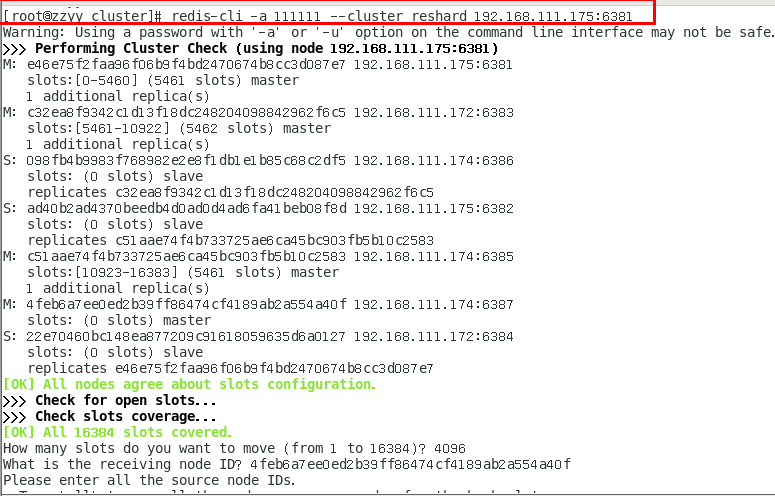 [root@zzyy cluster]# redis-cli -a 111111 --cluster reshard 192.168.111.175:6381
Warning: Using a password with '-a' or '-u' option on the command line interface may not be safe.
>>> Performing Cluster Check (using node 192.168.111.175:6381)
M: e46e75f2faa96f06b9f4bd2470674b8cc3d087e7 192.168.111.175:6381
slots:[0-5460] (5461 slots) master
1 additional replica(s)
M: c32ea8f9342c1d13f18dc248204098842962f6c5 192.168.111.172:6383
slots:[5461-10922] (5462 slots) master
1 additional replica(s)
S: 098fb4b9983f768982e2e8f1db1e1b85c68c2df5 192.168.111.174:6386
slots: (0 slots) slave
replicates c32ea8f9342c1d13f18dc248204098842962f6c5
S: ad40b2ad4370beedb4d0ad0d4ad6fa41beb08f8d 192.168.111.175:6382
slots: (0 slots) slave
replicates c51aae74f4b733725ae6ca45bc903fb5b10c2583
M: c51aae74f4b733725ae6ca45bc903fb5b10c2583 192.168.111.174:6385
slots:[10923-16383] (5461 slots) master
1 additional replica(s)
M: 4feb6a7ee0ed2b39ff86474cf4189ab2a554a40f 192.168.111.174:6387
slots: (0 slots) master
S: 22e70460bc148ea877209c91618059635d6a0127 192.168.111.172:6384
slots: (0 slots) slave
replicates e46e75f2faa96f06b9f4bd2470674b8cc3d087e7
[OK] All nodes agree about slots configuration.
>>> Check for open slots...
>>> Check slots coverage...
[OK] All 16384 slots covered.
How many slots do you want to move (from 1 to 16384)? 4096
What is the receiving node ID? 4feb6a7ee0ed2b39ff86474cf4189ab2a554a40f
Please enter all the source node IDs.